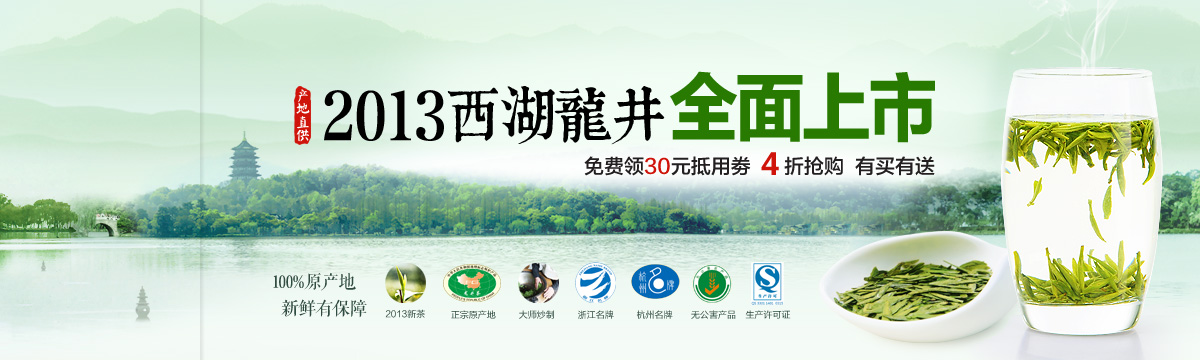 产地直供
2013西湖龍井全面上市
免费领30元抵用劵 4折抢购 有买有送
100%原产地
新鲜有保障
2013新茶
正宗原产地
大师炒制
浙江名牌
杭州名牌
无公害产品
生产许可证